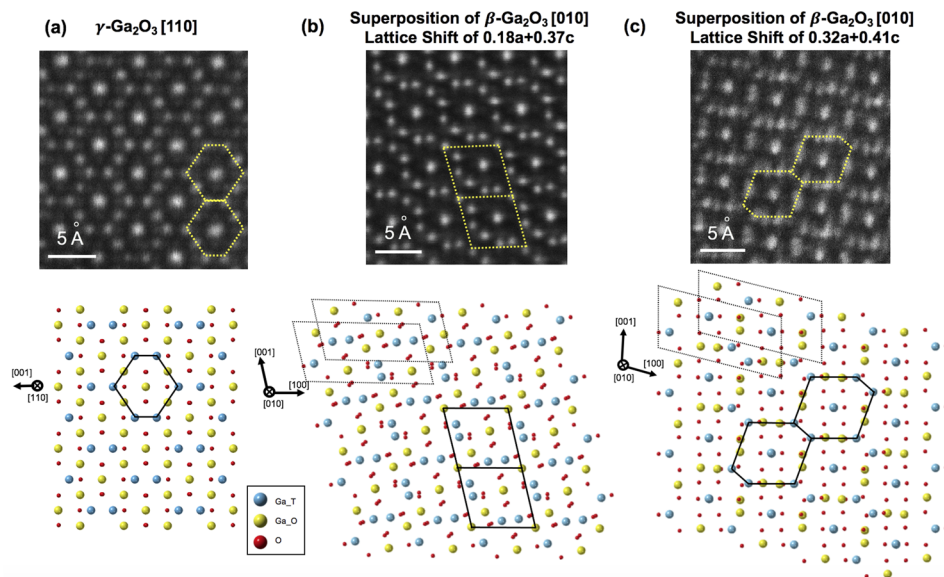 (a) γ-Ga₂O₃ [110]
5 Å
[001]
[110]
(b) Superposition of β-Ga₂O₃ [010]
Lattice Shift of 0.18a+0.37c
5 Å
[001]
[100]
[010]
Ga_T
Ga_O
O
(c) Superposition of β-Ga₂O₃ [010]
Lattice Shift of 0.32a+0.41c
5 Å
[001]
[010]
[100]